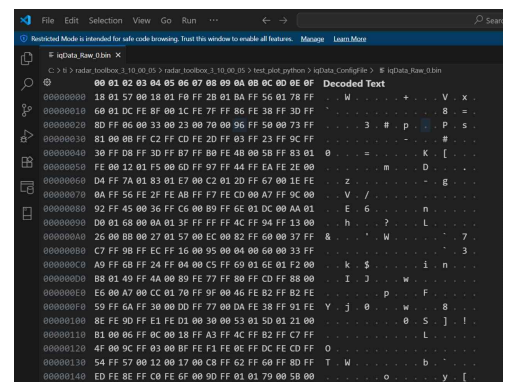 File Edit Selection View Go Run ... Sear
Restricted Mode is intended for safe code browsing. Trust this window to enable all features. Manage Learn More
iqData_Raw_0.bin
C: > ti > radar_toolbox_3_10_00_05 > radar_toolbox_3_10_00_05 > test_plot_python > iqData_ConfigFile > iqData_Raw_0.bin
00 01 02 03 04 05 06 07 08 09 0A 0B 0C 0D 0E 0F Decoded Text
00000000 18 01 57 00 18 01 F0 FF 2B 01 BA FF 56 01 78 FF . . W . . . . . + . . . V . x .
00000010 60 01 DC FE 8F 00 1C FE 7F FF 86 FE 38 FF 3D FF ` . . . . . . . . . . . 8 . = .
00000020 8D FF 06 00 33 00 23 00 70 00 96 FF 50 00 73 FF . . . . 3 . # . p . . . P . s .
00000030 81 00 0B FF C2 FF CD FE 2D FF 03 FF 23 FF 9C FF . . . . . . . . - . . . # . . .
00000040 30 FF D8 FF 3D FF B7 FF B0 FE 4B 00 5B FF 83 01 0 . . . = . . . . . K . [ . . .
00000050 FE 00 12 01 F5 00 6D FF 97 FF 44 FF EA FE 2E 00 . . . . . . m . . . D . . . . .
00000060 D4 FF 7A 01 83 01 E7 00 C2 01 2D FF 67 00 1E FE . . z . . . . . . . - . g . . .
00000070 0A FF 56 FE 2F FE AB FF F7 FE CD 00 A7 FF 9C 00 . . V . / . . . . . . . . . . .
00000080 92 FF 45 00 36 FF C6 00 B9 FF 6E 01 DC 00 AA 01 . . E . 6 . . . . . n . . . . .
00000090 D0 01 68 00 0A 01 3F FF FF FF 4C FF 94 FF 13 00 . . h . . . ? . . . L . . . . .
000000A0 26 00 BB 00 27 01 57 00 EC 00 82 FF 60 00 37 FF & . . . ' . W . . . . . ` . 7 .
000000B0 C7 FF 9B FF EC FF 16 00 95 00 04 00 60 00 33 FF . . . . . . . . . . . . ` . 3 .
000000C0 A9 FF 6B FF 24 FF 04 00 C5 FF 69 01 6E 01 F2 00 . . k . $ . . . . . i . n . . .
000000D0 B8 01 49 FF 4A 00 89 FE 77 FF 80 FF CD FF 88 00 . . I . J . . . w . . . . . . .
000000E0 E6 00 A7 00 CC 01 70 FF 9F 00 46 FE B2 FF B2 FE . . . . . . p . . . F . . . . .
000000F0 59 FF 6A FF 30 00 DD FF 77 00 DA FE 38 FF 91 FE Y . j . 0 . . . w . . . 8 . . .
00000100 8E FE 9D FF E1 FE D1 00 30 00 53 01 5D 01 21 00 . . . . . . . . 0 . S . ] . ! .
00000110 B1 00 06 FF 0C 00 18 FF A3 FF 4C FF B2 FF C7 FF . . . . . . . . . . L . . . . .
00000120 4F 00 9C FF 03 00 BF FE F1 FE 0E FF DC FE CD FF O . . . . . . . . . . . . . . .
00000130 54 FF 57 00 12 00 17 00 C8 FF 62 FF 60 FF 8D FF T . W . . . . . . . b . ` . . .
00000140 ED FE 8E FF C0 FE 6F 00 9D FF 01 01 79 00 5B 00 . . . . . . o . . . . . y . [ .